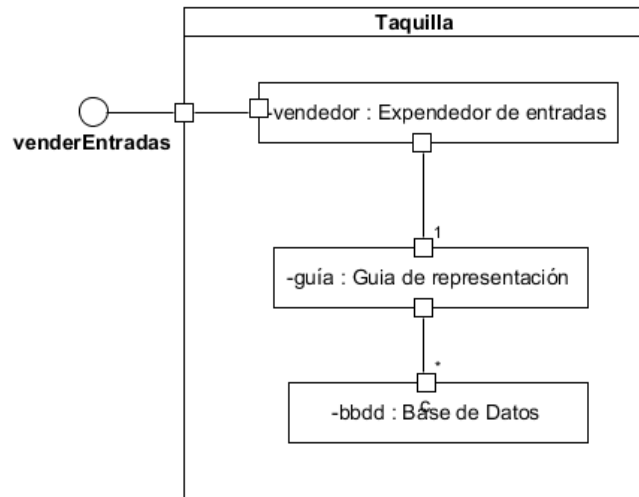 Taquilla
-vendedor : Expendedor de entradas
venderEntradas
1
-guía : Guia de representación
*
C
-bbdd : Base de Datos